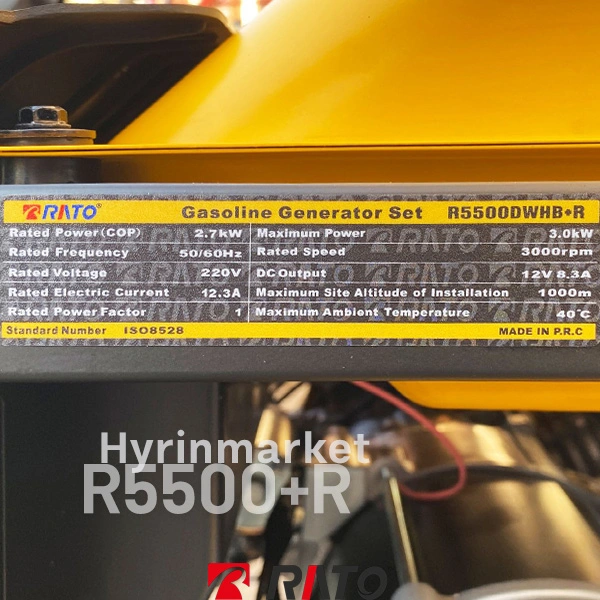 RATO® Gasoline Generator Set R5500DWHB+R
Rated Power(COP) 2.7kW Maximum Power 3.0kW
Rated Frequency 50/60Hz Rated Speed 3000rpm
Rated Voltage 220V DC Output 12V 8.3A
Rated Electric Current 12.3A Maximum Site Altitude of Installation 1000m
Rated Power Factor 1 Maximum Ambient Temperature 40℃
Standard Number ISO8528 MADE IN P.R.C
Hyrinmarket
R5500+R
RATO